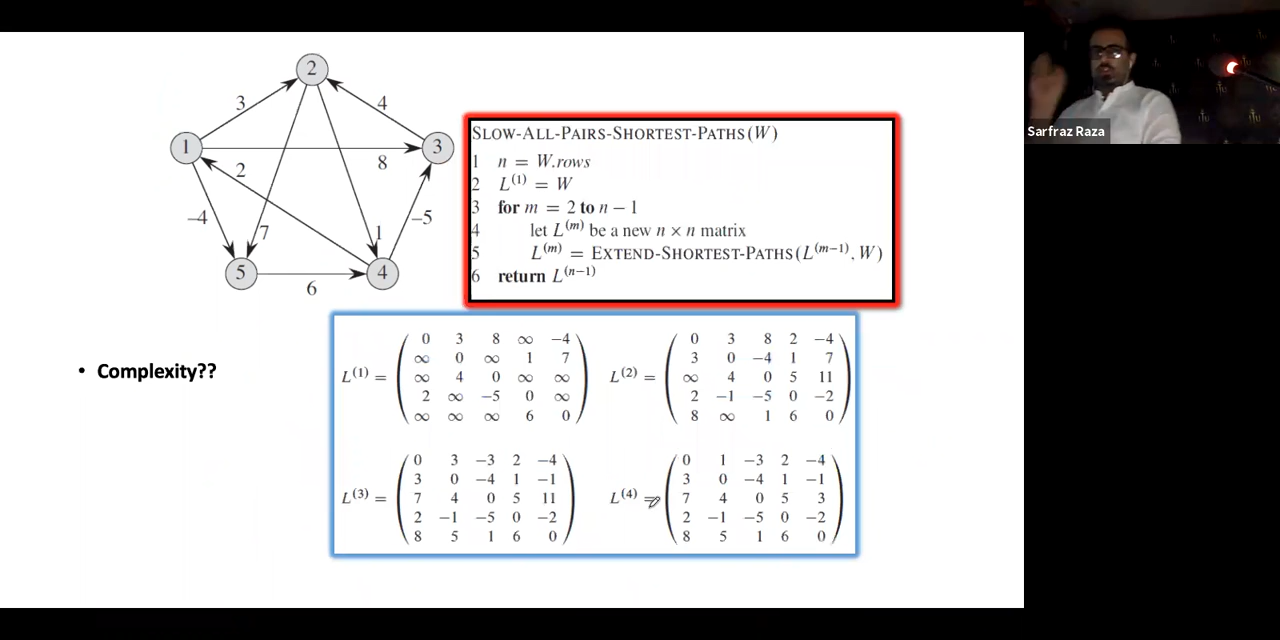 2
3
4
1
3
8
2
-4
7
1
-5
5
4
6
SLOW-ALL-PAIRS-SHORTEST-PATHS(W)
1 n = W.rows
2 L(1) = W
3 for m = 2 to n − 1
4 let L(m) be a new n × n matrix
5 L(m) = EXTEND-SHORTEST-PATHS(L(m−1), W)
6 return L(n−1)
• Complexity??
L(1) =
0 3 8 ∞ −4
∞ 0 ∞ 1 7
∞ 4 0 ∞ ∞
2 ∞ −5 0 ∞
∞ ∞ ∞ 6 0
L(2) =
0 3 8 2 −4
3 0 −4 1 7
∞ 4 0 5 11
2 −1 −5 0 −2
8 ∞ 1 6 0
L(3) =
0 3 −3 2 −4
3 0 −4 1 −1
7 4 0 5 11
2 −1 −5 0 −2
8 5 1 6 0
L(4) =
0 1 −3 2 −4
3 0 −4 1 −1
7 4 0 5 3
2 −1 −5 0 −2
8 5 1 6 0
Sarfraz Raza